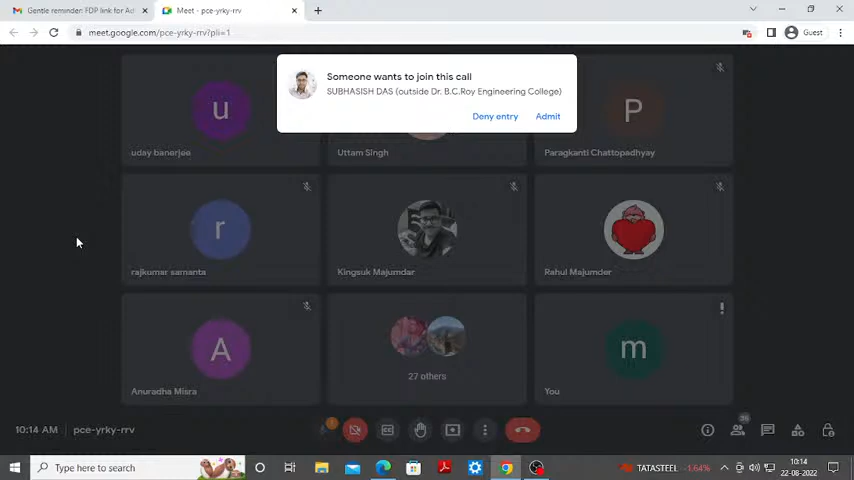 Gentle reminder: FDP link for Ad
Meet - pce-yrky-rrv
meet.google.com/pce-yrky-rrv?pli=1
Guest
Someone wants to join this call
SUBHASISH DAS (outside Dr. B.C.Roy Engineering College)
Deny entry
Admit
u
P
uday banerjee
Uttam Singh
Paragkanti Chattopadhyay
r
rajkumar samanta
Kingsuk Majumdar
Rahul Majumder
A
m
27 others
Anuradha Misra
You
10:14 AM
pce-yrky-rrv
Type here to search
TATASTEEL -1.64%
10:14
22-08-2022